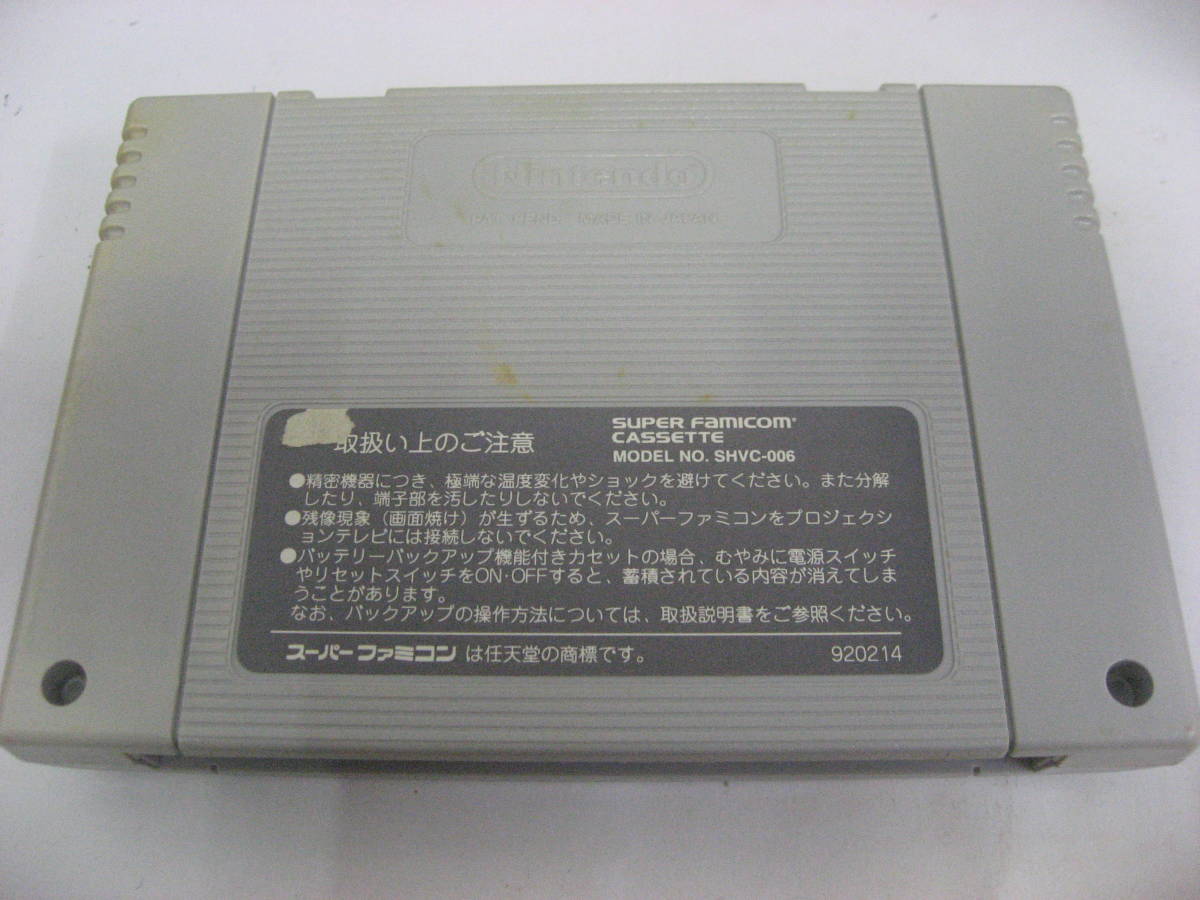 Nintendo
PAT. PEND. MADE IN JAPAN
取扱い上のご注意
SUPER FAMICOM
CASSETTE
MODEL NO. SHVC-006
●精密機器につき、極端な温度変化やショックを避けてください。また分解
したり、端子部を汚したりしないでください。
●残像現象（画面焼け）が生ずるため、スーパーファミコンをプロジェクシ
ョンテレビには接続しないでください。
●バッテリーバックアップ機能付きカセットの場合、むやみに電源スイッチ
やリセットスイッチをON·OFFすると、蓄積されている内容が消えてしま
うことがあります。
なお、バックアップの操作方法については、取扱説明書をご参照ください。
スーパーファミコン は任天堂の商標です。
920214